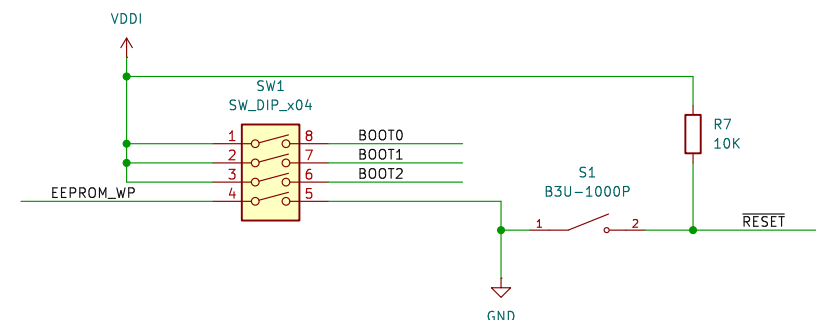 VDDI
SW1
SW_DIP_x04
1 8 BOOT0
2 7 BOOT1
3 6 BOOT2
EEPROM_WP 4 5
R7
10K
S1
B3U-1000P
1 2
RESET
GND